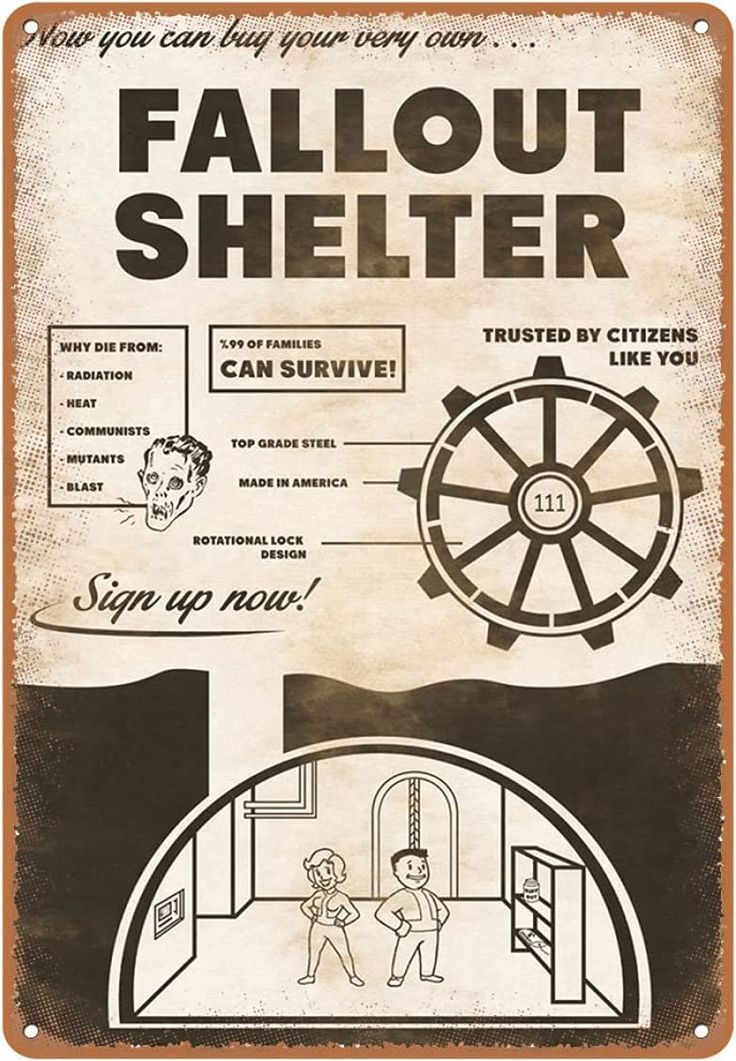 Now you can buy your very own . . .
FALLOUT
SHELTER
WHY DIE FROM:
- RADIATION
- HEAT
- COMMUNISTS
- MUTANTS
- BLAST
%99 OF FAMILIES
CAN SURVIVE!
TRUSTED BY CITIZENS
LIKE YOU
TOP GRADE STEEL
MADE IN AMERICA
ROTATIONAL LOCK
DESIGN
111
Sign up now!